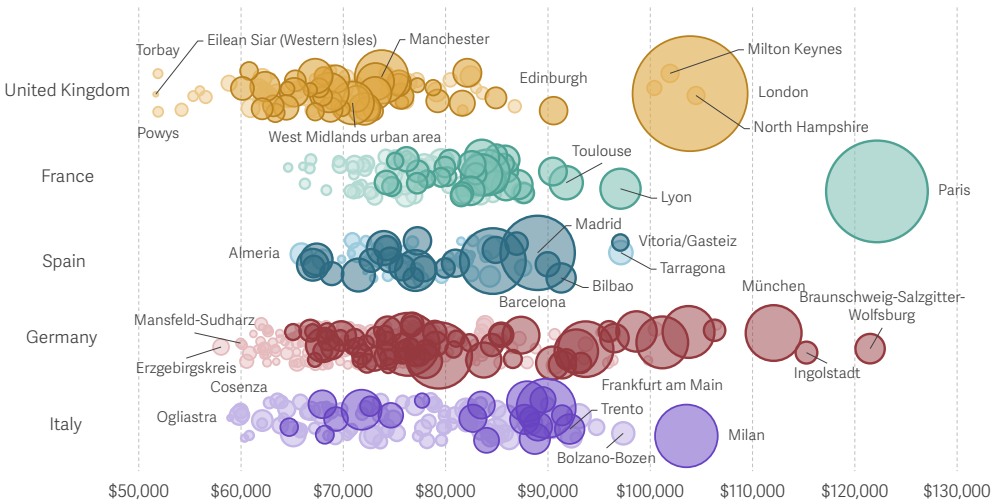 Torbay
Eilean Siar (Western Isles)
Manchester
Milton Keynes
Edinburgh
United Kingdom
London
North Hampshire
Powys
West Midlands urban area
Toulouse
France
Lyon
Paris
Madrid
Almeria
Vitoria/Gasteiz
Spain
Tarragona
Bilbao
Barcelona
München
Braunschweig-Salzgitter-
Wolfsburg
Mansfeld-Sudharz
Germany
Erzgebirgskreis
Ingolstadt
Frankfurt am Main
Cosenza
Ogliastra
Trento
Italy
Milan
Bolzano-Bozen
$50,000 $60,000 $70,000 $80,000 $90,000 $100,000 $110,000 $120,000 $130,000